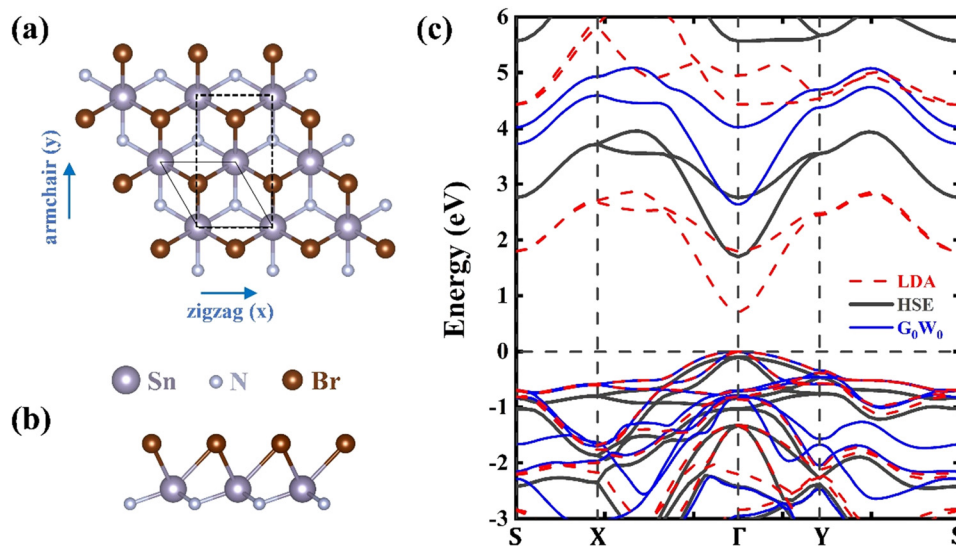 (a)
armchair (y)
zigzag (x)
Sn N Br
(b)
(c)
Energy (eV)
6
5
4
3
2
1
0
-1
-2
-3
LDA
HSE
G₀W₀
S X Γ Y S